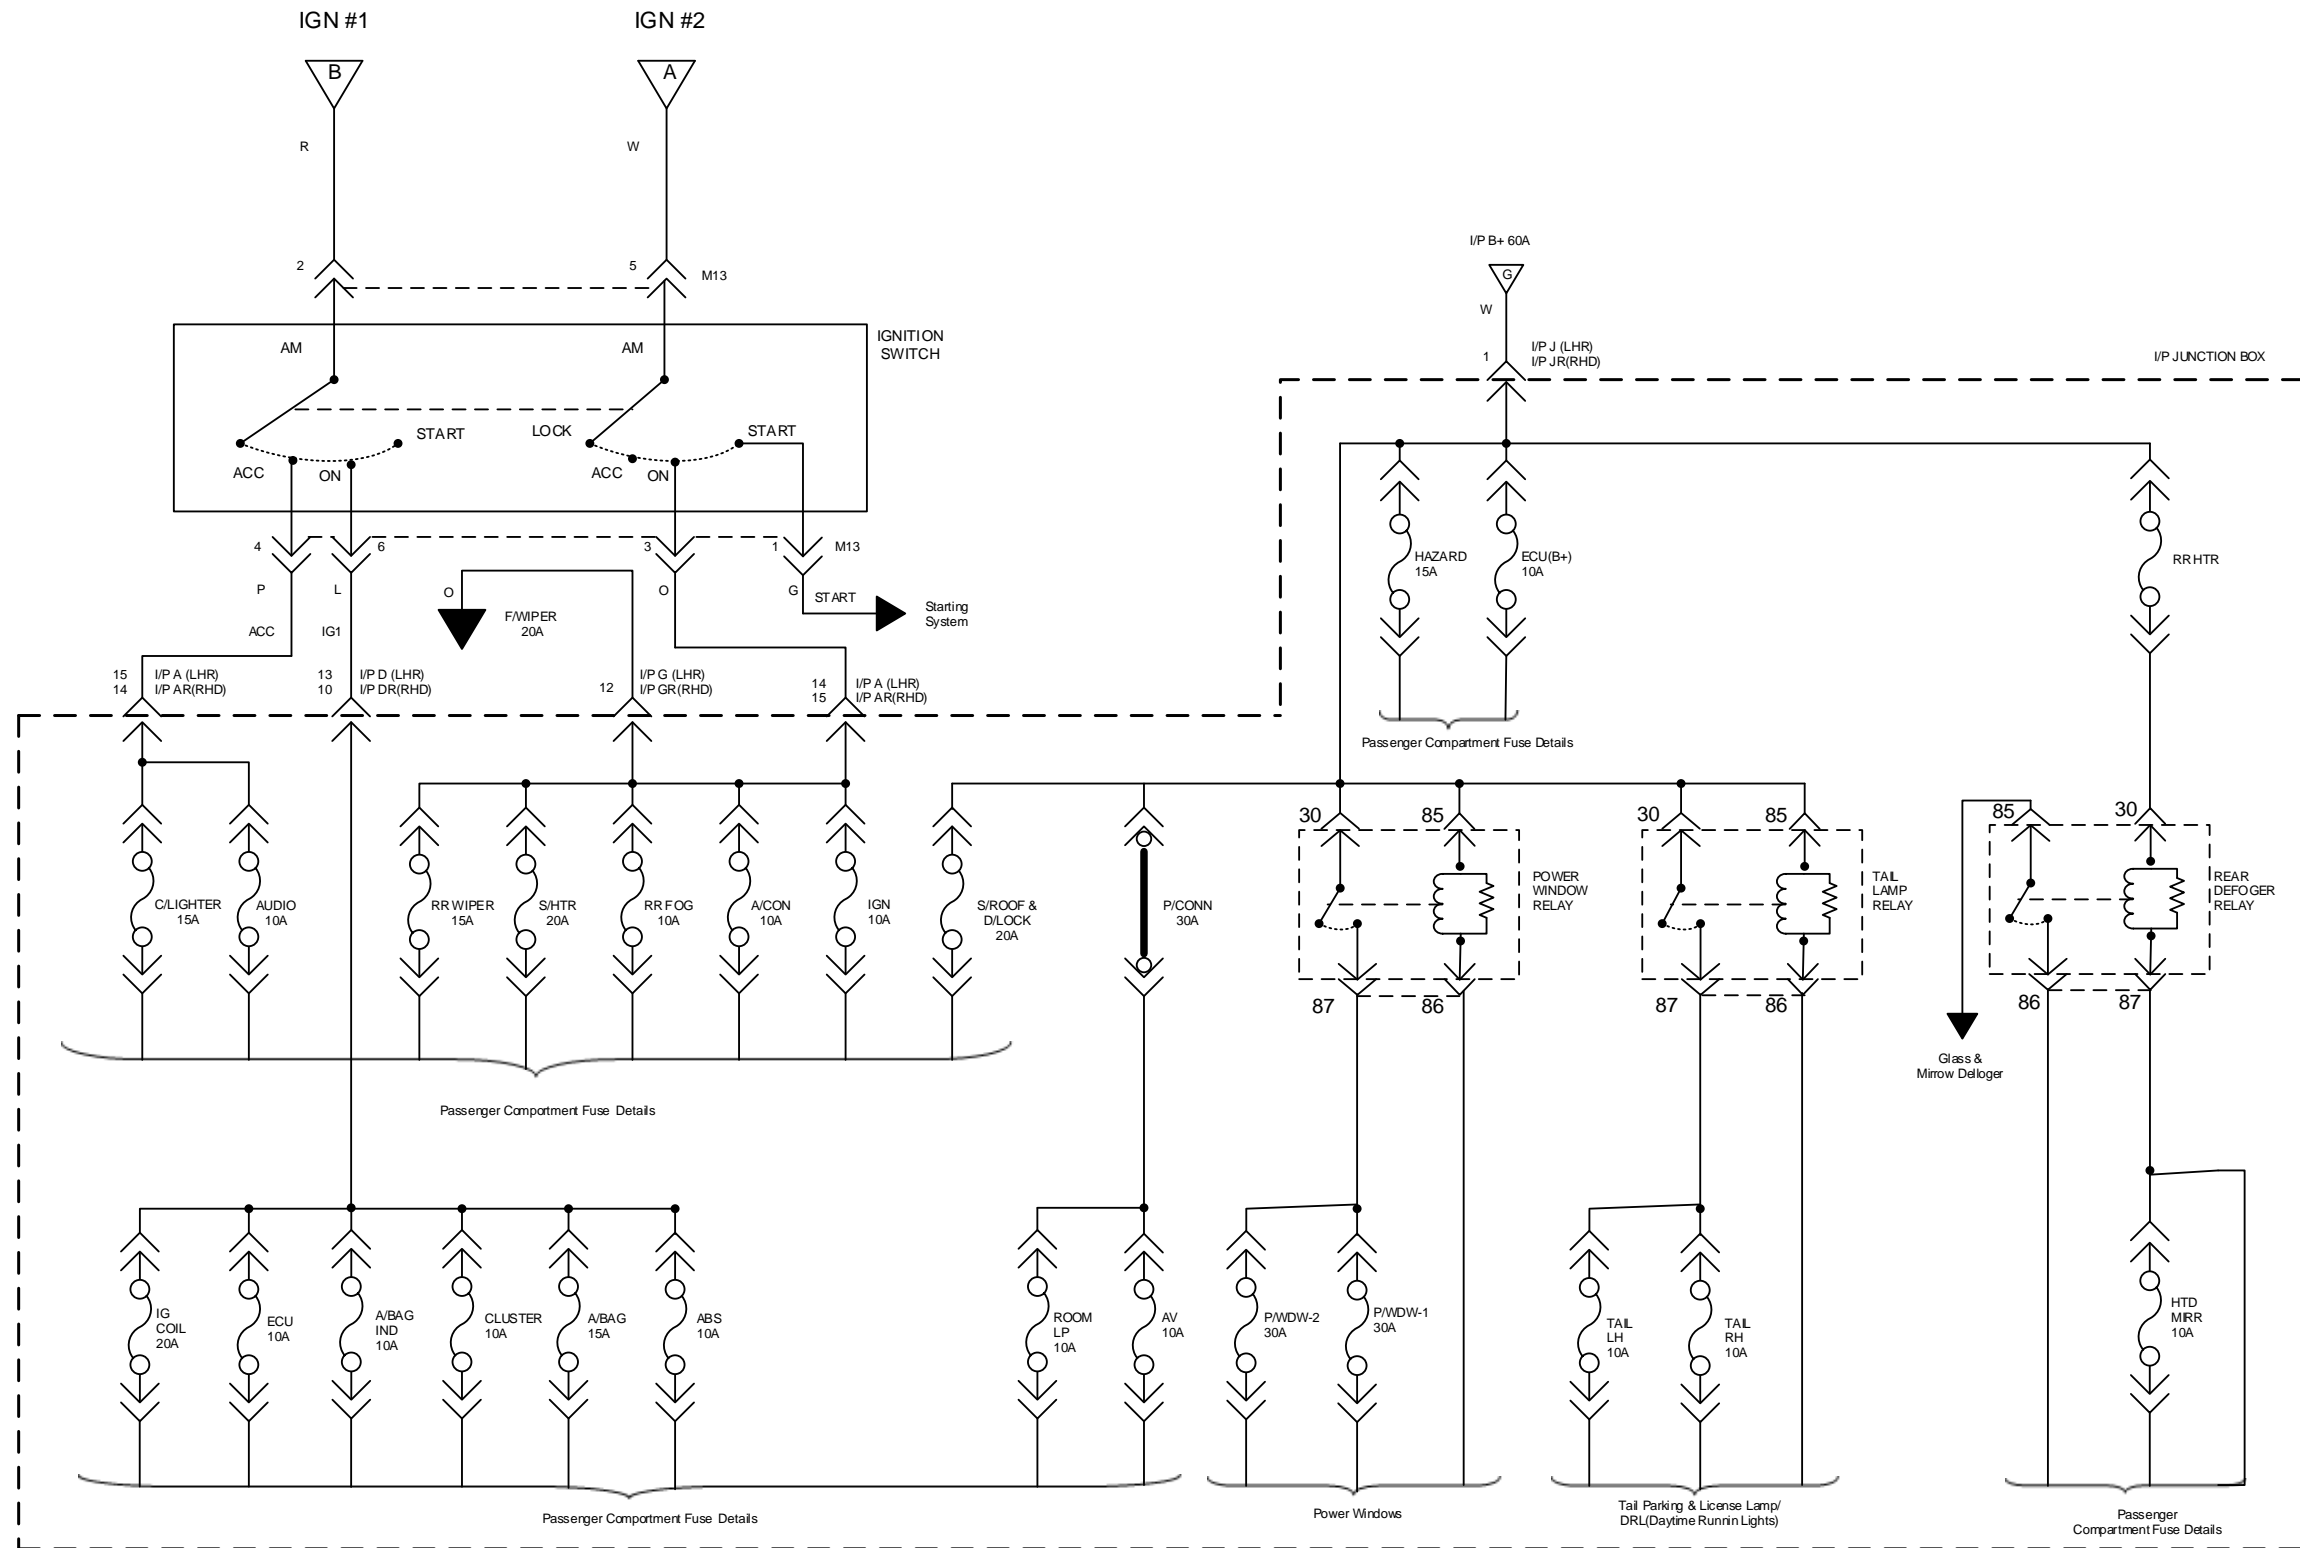 IGN #1
IGN #2
B
A
R
W
2
5
M13
I/P B+ 60A
G
W
IGNITION
SWITCH
AM
AM
1
I/P J (LHR)
I/P JR(RHD)
I/P JUNCTION BOX
START
LOCK
START
ACC
ON
ACC
ON
4
6
3
1
M13
P
L
O
O
G
START
Starting
System
F/WIPER
20A
ACC
IG1
HAZARD
15A
ECU(B+)
10A
RR HTR
15
14
I/P A (LHR)
I/P AR(RHD)
13
10
I/P D (LHR)
I/P DR(RHD)
12
I/P G (LHR)
I/P GR(RHD)
14
15
I/P A (LHR)
I/P AR(RHD)
Passenger Compartment Fuse Details
30
85
30
85
85
30
C/LIGHTER
15A
AUDIO
10A
RR WIPER
15A
S/HTR
20A
RR FOG
10A
A/CON
10A
IGN
10A
S/ROOF &
D/LOCK
20A
P/CONN
30A
POWER
WINDOW
RELAY
TAIL
LAMP
RELAY
REAR
DEFOGER
RELAY
87
86
87
86
86
87
Glass &
Mirrow Delloger
Passenger Comportment Fuse Details
IG
COIL
20A
ECU
10A
A/BAG
IND
10A
CLUSTER
10A
A/BAG
15A
ABS
10A
ROOM
LP
10A
AV
10A
P/WDW-2
30A
P/WDW-1
30A
TAIL
LH
10A
TAIL
RH
10A
HTD
MIRR
10A
Passenger Comportment Fuse Details
Power Windows
Tail Parking & License Lamp/
DRL(Daytime Runnin Lights)
Passenger
Compartment Fuse Details